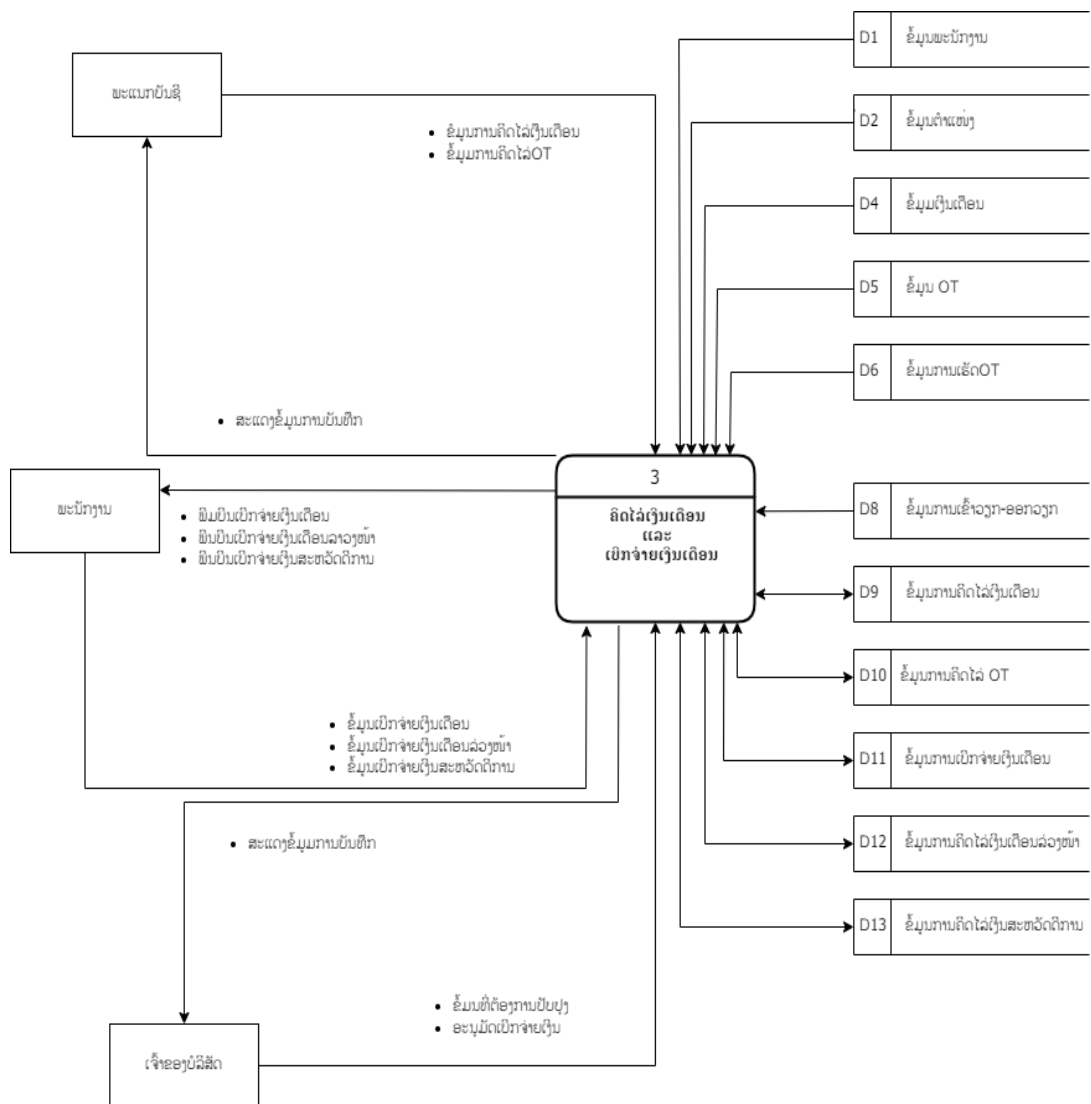 D1 ຂໍ້ມູນພະນັກງານ
ພະແນກບັນຊີ
D2 ຂໍ້ມູນຕຳແໜ່ງ
• ຂໍ້ມູນການຄິດໄລ່ເງິນເດືອນ
• ຂໍ້ມູມການຄິດໄລ່OT
D4 ຂໍ້ມູມເງິນເດືອນ
D5 ຂໍ້ມູນ OT
D6 ຂໍ້ມູນການເຮັດOT
• ສະແດງຂໍ້ມູນການບັນທຶກ
3
ຄິດໄລ່ເງິນເດືອນ
ແລະ
ເບີກຈ່າຍເງິນເດືອນ
ພະນັກງານ
• ພິມບິນເບີກຈ່າຍເງິນເດືອນ
• ພິນບິນເບີກຈ່າຍເງິນເດືອນລາວງໜ້າ
• ພິນບິນເບີກຈ່າຍເງິນສະຫວັດດີການ
D8 ຂໍ້ມູນການເຂົ້າວຽກ-ອອກວຽກ
D9 ຂໍ້ມູນການຄິດໄລ່ເງິນເດືອນ
D10 ຂໍ້ມູນການຄິດໄລ່ OT
• ຂໍ້ມູນເບີກຈ່າຍເງິນເດືອນ
• ຂໍ້ມູນເບີກຈ່າຍເງິນເດືອນລ່ວງໜ້າ
• ຂໍ້ມູນເບີກຈ່າຍເງິນສະຫວັດດີການ
D11 ຂໍ້ມູນການເບີກຈ່າຍເງິນເດືອນ
• ສະແດງຂໍ້ມູມການບັນທຶກ
D12 ຂໍ້ມູນການຄິດໄລ່ເງິນເດືອນລ່ວງໜ້າ
D13 ຂໍ້ມູນການຄິດໄລ່ເງິນສະຫວັດດີການ
• ຂໍ້ມນທີ່ຕ້ອງການປັບປຸງ
• ອະນຸມັດເບີກຈ່າຍເງິນ
ເຈົ້າຂອງບໍລິສັດ